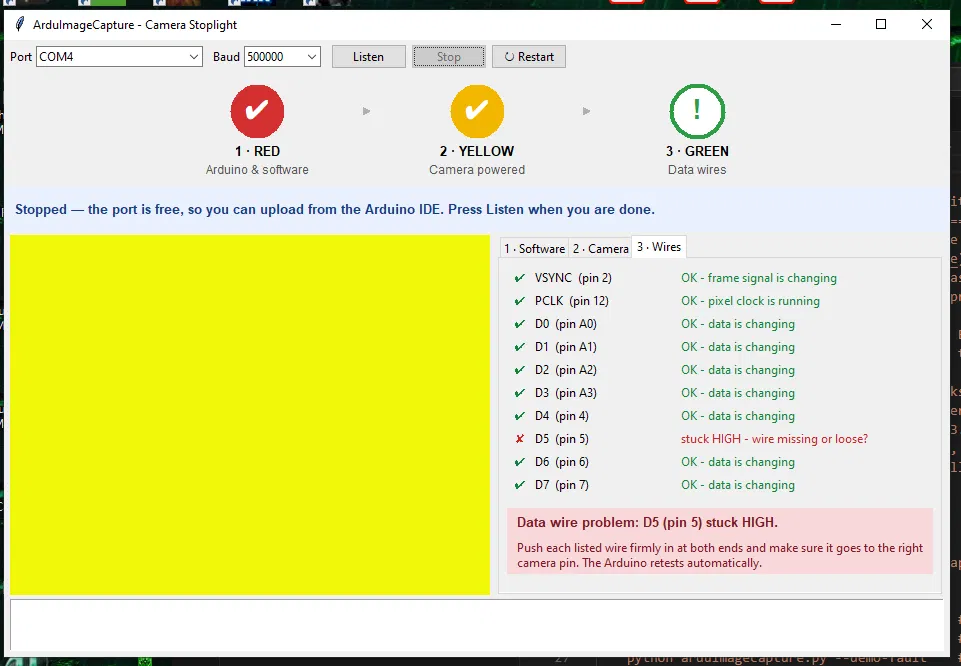 ArduImageCapture - Camera Stoplight
Port COM4 Baud 500000 Listen Stop ↻ Restart
✔ ► ✔ ► !
1 · RED 2 · YELLOW 3 · GREEN
Arduino & software Camera powered Data wires
Stopped — the port is free, so you can upload from the Arduino IDE. Press Listen when you are done.
1 · Software 2 · Camera 3 · Wires
✔ VSYNC (pin 2) OK - frame signal is changing
✔ PCLK (pin 12) OK - pixel clock is running
✔ D0 (pin A0) OK - data is changing
✔ D1 (pin A1) OK - data is changing
✔ D2 (pin A2) OK - data is changing
✔ D3 (pin A3) OK - data is changing
✔ D4 (pin 4) OK - data is changing
✘ D5 (pin 5) stuck HIGH - wire missing or loose?
✔ D6 (pin 6) OK - data is changing
✔ D7 (pin 7) OK - data is changing
Data wire problem: D5 (pin 5) stuck HIGH.
Push each listed wire firmly in at both ends and make sure it goes to the right
camera pin. The Arduino retests automatically.